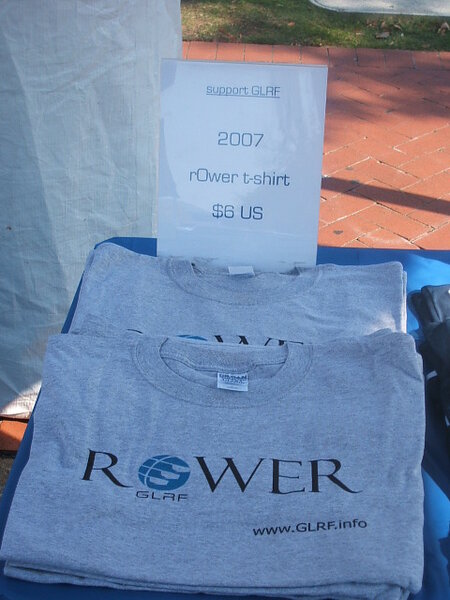 support GLRF
2007
rOwer t-shirt
$6 US
ROWER
GLRF
www.GLRF.info